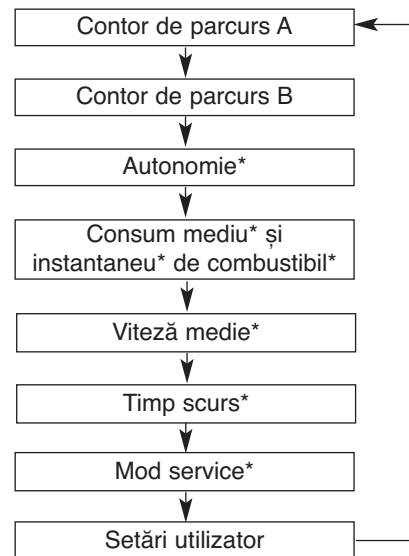 Contor de parcurs A
Contor de parcurs B
Autonomie*
Consum mediu* și
instantaneu* de combustibil*
Viteză medie*
Timp scurs*
Mod service*
Setări utilizator